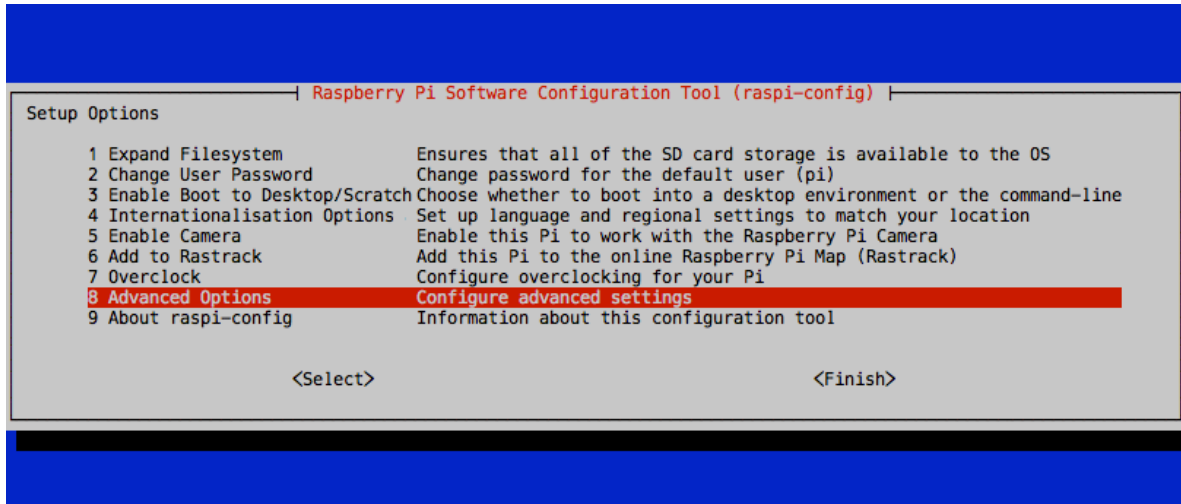 Raspberry Pi Software Configuration Tool (raspi-config)
Setup Options
1 Expand Filesystem Ensures that all of the SD card storage is available to the OS
2 Change User Password Change password for the default user (pi)
3 Enable Boot to Desktop/Scratch Choose whether to boot into a desktop environment or the command-line
4 Internationalisation Options Set up language and regional settings to match your location
5 Enable Camera Enable this Pi to work with the Raspberry Pi Camera
6 Add to Rastrack Add this Pi to the online Raspberry Pi Map (Rastrack)
7 Overclock Configure overclocking for your Pi
8 Advanced Options Configure advanced settings
9 About raspi-config Information about this configuration tool
<Select> <Finish>